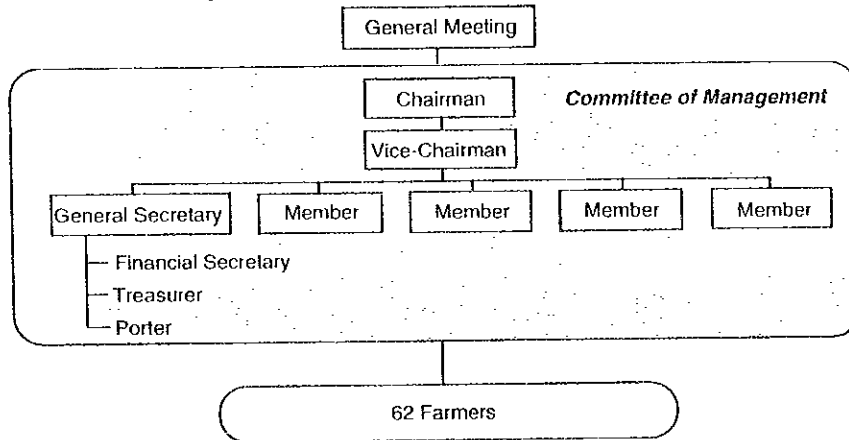 General Meeting
Chairman
Committee of Management
Vice-Chairman
General Secretary
Member
Member
Member
Member
Financial Secretary
Treasurer
Porter
62 Farmers